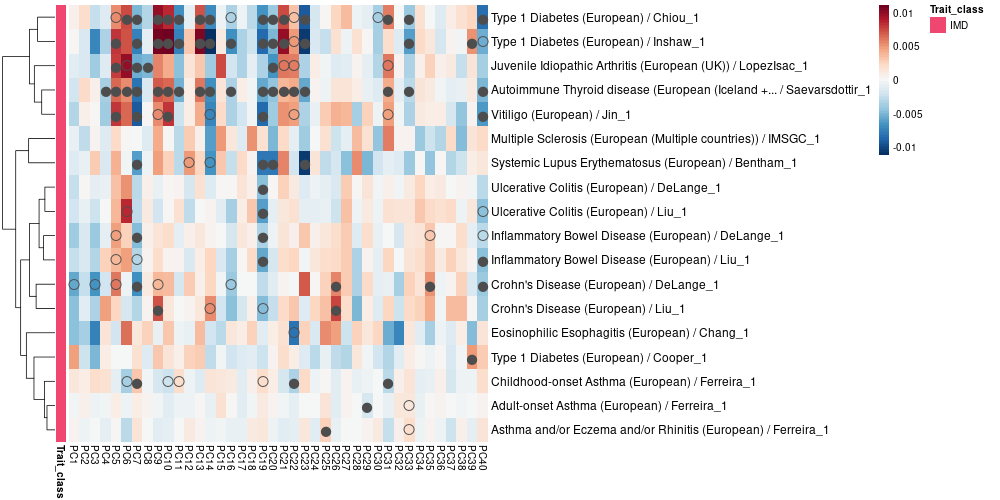 Type 1 Diabetes (European) / Chiou_1
Type 1 Diabetes (European) / Inshaw_1
Juvenile Idiopathic Arthritis (European (UK)) / LopezIsac_1
Autoimmune Thyroid disease (European (Iceland +... / Saevarsdottir_1
Vitiligo (European) / Jin_1
Multiple Sclerosis (European (Multiple countries)) / IMSGC_1
Systemic Lupus Erythematosus (European) / Bentham_1
Ulcerative Colitis (European) / DeLange_1
Ulcerative Colitis (European) / Liu_1
Inflammatory Bowel Disease (European) / DeLange_1
Inflammatory Bowel Disease (European) / Liu_1
Crohn's Disease (European) / DeLange_1
Crohn's Disease (European) / Liu_1
Eosinophilic Esophagitis (European) / Chang_1
Type 1 Diabetes (European) / Cooper_1
Childhood-onset Asthma (European) / Ferreira_1
Adult-onset Asthma (European) / Ferreira_1
Asthma and/or Eczema and/or Rhinitis (European) / Ferreira_1
Trait_class
PC1
PC2
PC3
PC4
PC5
PC6
PC7
PC8
PC9
PC10
PC11
PC12
PC13
PC14
PC15
PC16
PC17
PC18
PC19
PC20
PC21
PC22
PC23
PC24
PC25
PC26
PC27
PC28
PC29
PC30
PC31
PC32
PC33
PC34
PC35
PC36
PC37
PC38
PC39
PC40
0.01
0.005
0
-0.005
-0.01
Trait_class
IMD